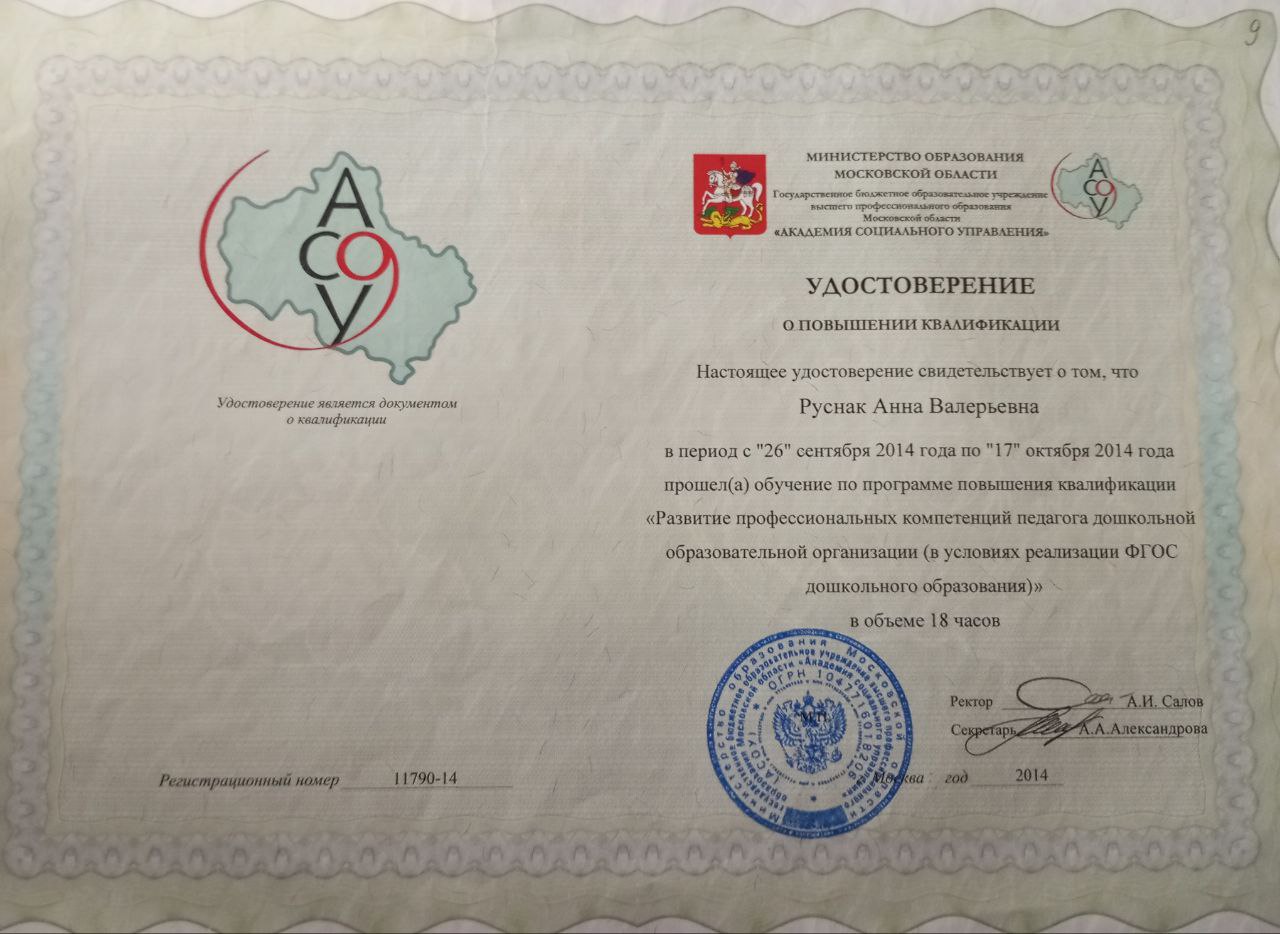 9
А
СО
У
Удостоверение является документом
о квалификации
Регистрационный номер 11790-14
МИНИСТЕРСТВО ОБРАЗОВАНИЯ
МОСКОВСКОЙ ОБЛАСТИ
Государственное бюджетное образовательное учреждение
высшего профессионального образования
Московской области
«АКАДЕМИЯ СОЦИАЛЬНОГО УПРАВЛЕНИЯ»
А
СО
У
УДОСТОВЕРЕНИЕ
О ПОВЫШЕНИИ КВАЛИФИКАЦИИ
Настоящее удостоверение свидетельствует о том, что
Руснак Анна Валерьевна
в период с "26" сентября 2014 года по "17" октября 2014 года
прошел(а) обучение по программе повышения квалификации
«Развитие профессиональных компетенций педагога дошкольной
образовательной организации (в условиях реализации ФГОС
дошкольного образования)»
в объеме 18 часов
Министерство образования Московской области
Государственное бюджетное образовательное учреждение высшего профессионального
образования Московской области «Академия социального управления»
(АСОУ) * ОГРН 1047716018206
М.П.
Ректор А.И. Салов
Секретарь А.А.Александрова
Москва год 2014